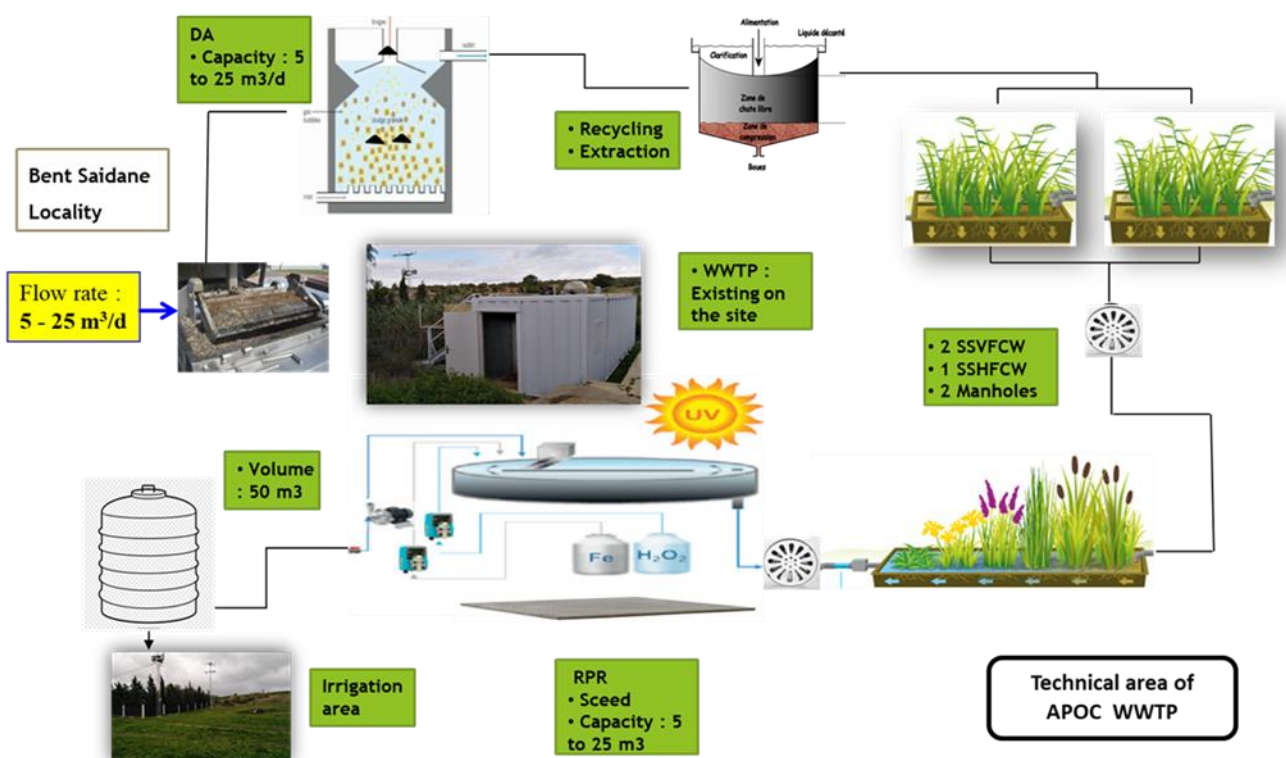 DA
• Capacity : 5
to 25 m3/d
Bent Saidane
Locality
Flow rate :
5 - 25 m³/d
outlet
inlet
Alimentation
Liquide décanté
Clarification
Zone de
chute libre
Zone de
compression
Boues
• Recycling
• Extraction
• WWTP :
Existing on
the site
• 2 SSVFCW
• 1 SSHFCW
• 2 Manholes
UV
Fe
H₂O₂
• Volume
: 50 m3
Irrigation
area
RPR
• Sceed
• Capacity : 5
to 25 m3
Technical area of
APOC WWTP